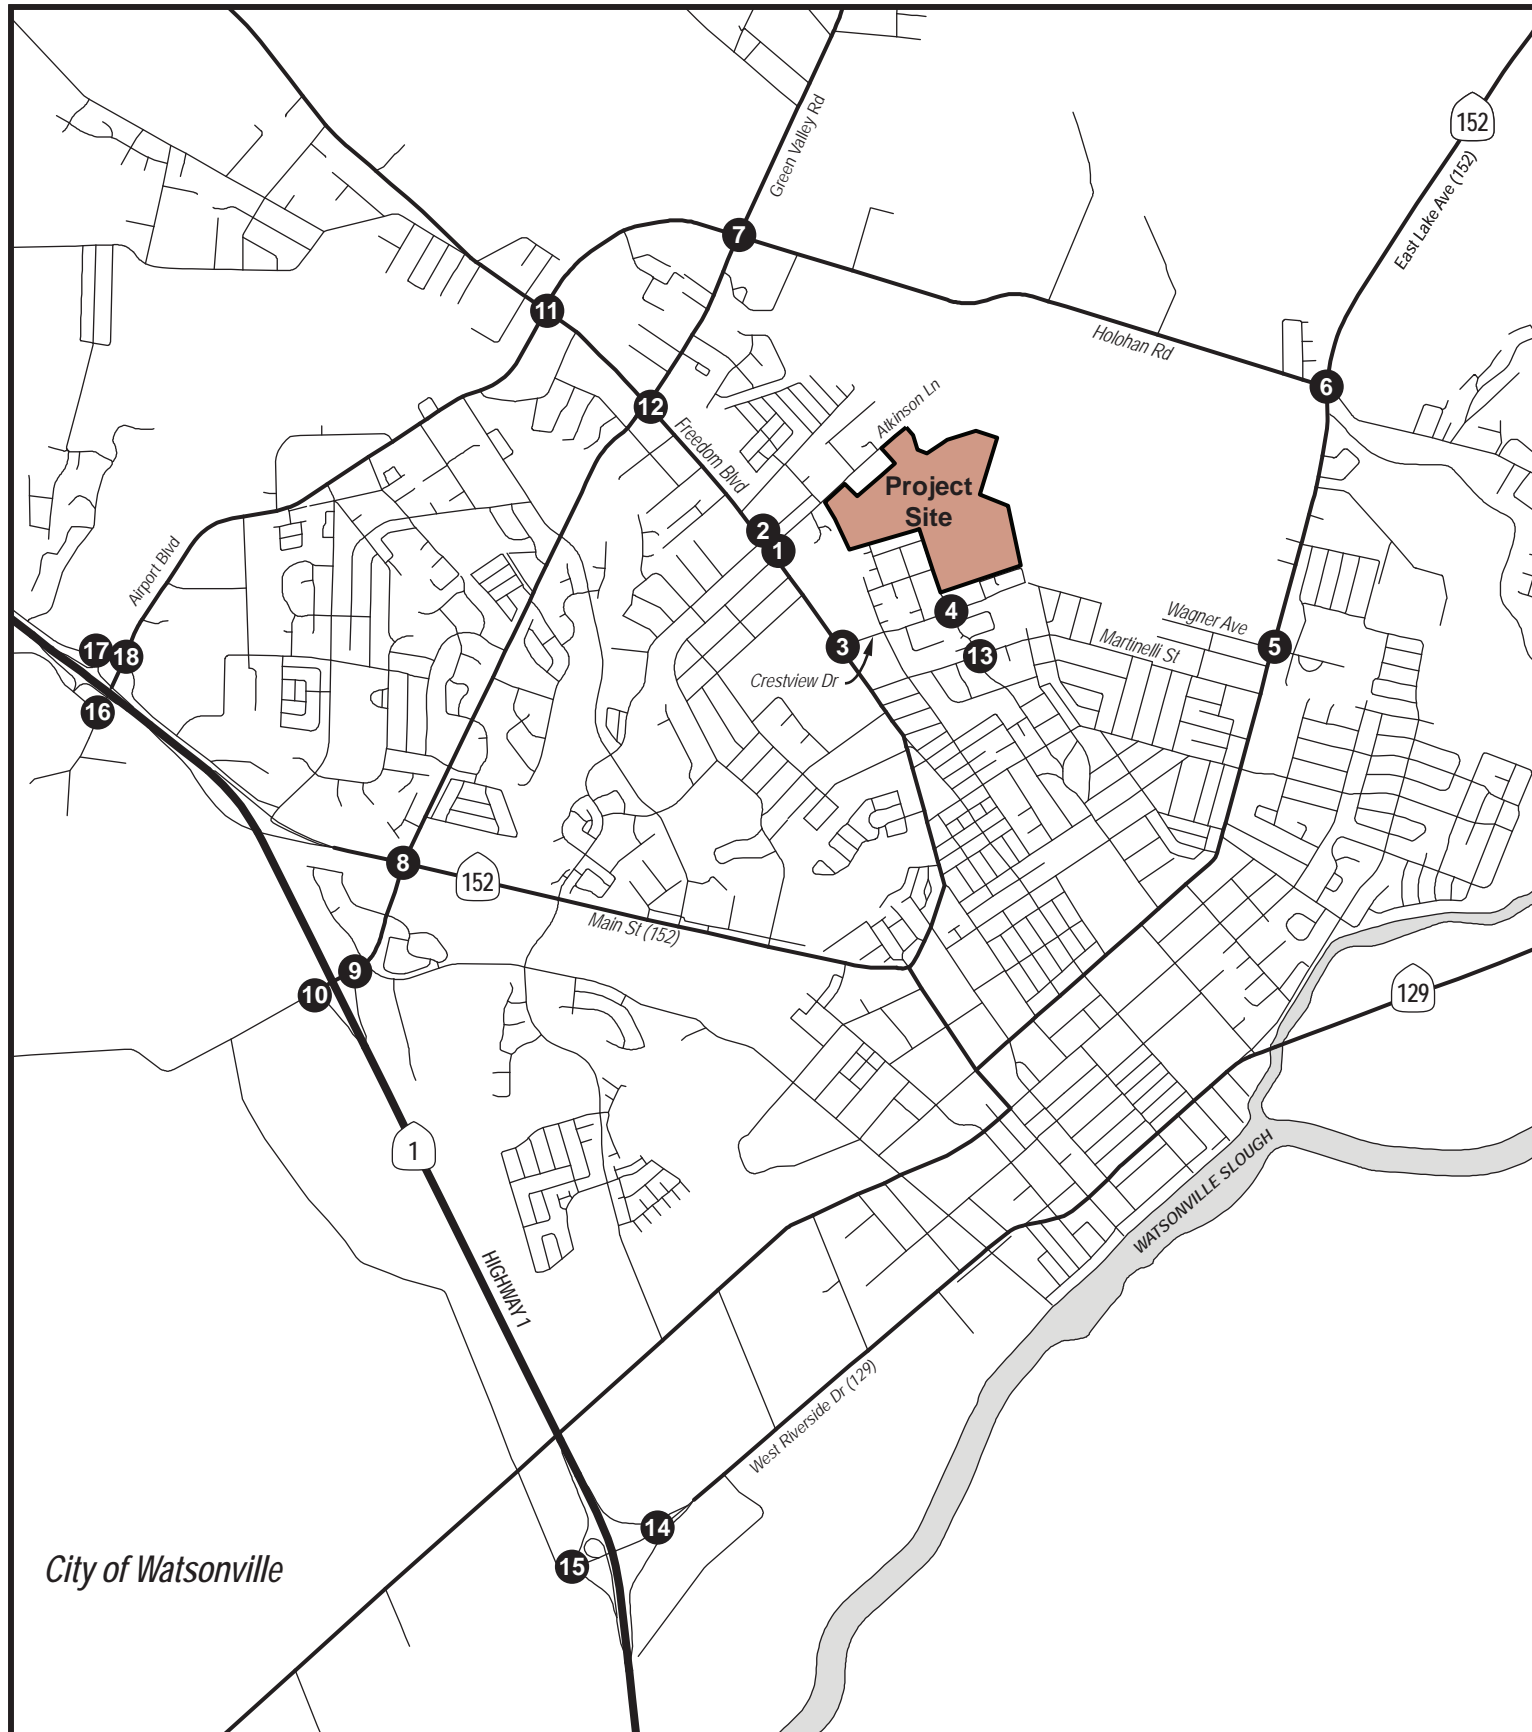 152
Green Valley Rd
East Lake Ave (152)
7
11
Holohan Rd
6
12
Atkinson Ln
Freedom Blvd
Project
Site
2
1
Airport Blvd
4
Wagner Ave
Martinelli St
3
13
5
17
18
Crestview Dr
16
8
152
Main St (152)
9
10
129
1
WATSONVILLE SLOUGH
HIGHWAY 1
West Riverside Dr (129)
14
15
City of Watsonville